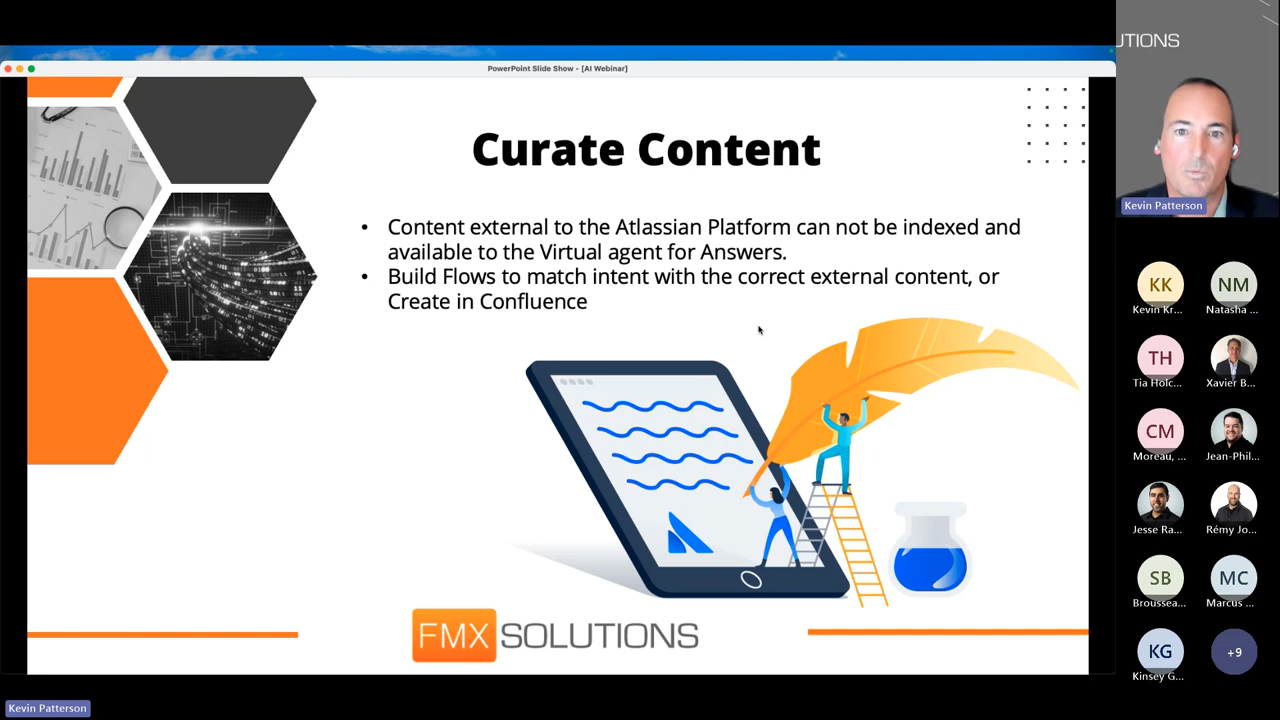 UTIONS
PowerPoint Slide Show - [AI Webinar]
Curate Content
• Content external to the Atlassian Platform can not be indexed and
available to the Virtual agent for Answers.
• Build Flows to match intent with the correct external content, or
Create in Confluence
FMX SOLUTIONS
Kevin Patterson
KK
NM
Kevin Kr...
Natasha ...
TH
Tia Holc...
Xavier B...
CM
Moreau, ...
Jean-Phil...
Jesse Ra...
Rémy Jo...
SB
MC
Broussea...
Marcus ...
KG
+9
Kinsey G...
Kevin Patterson